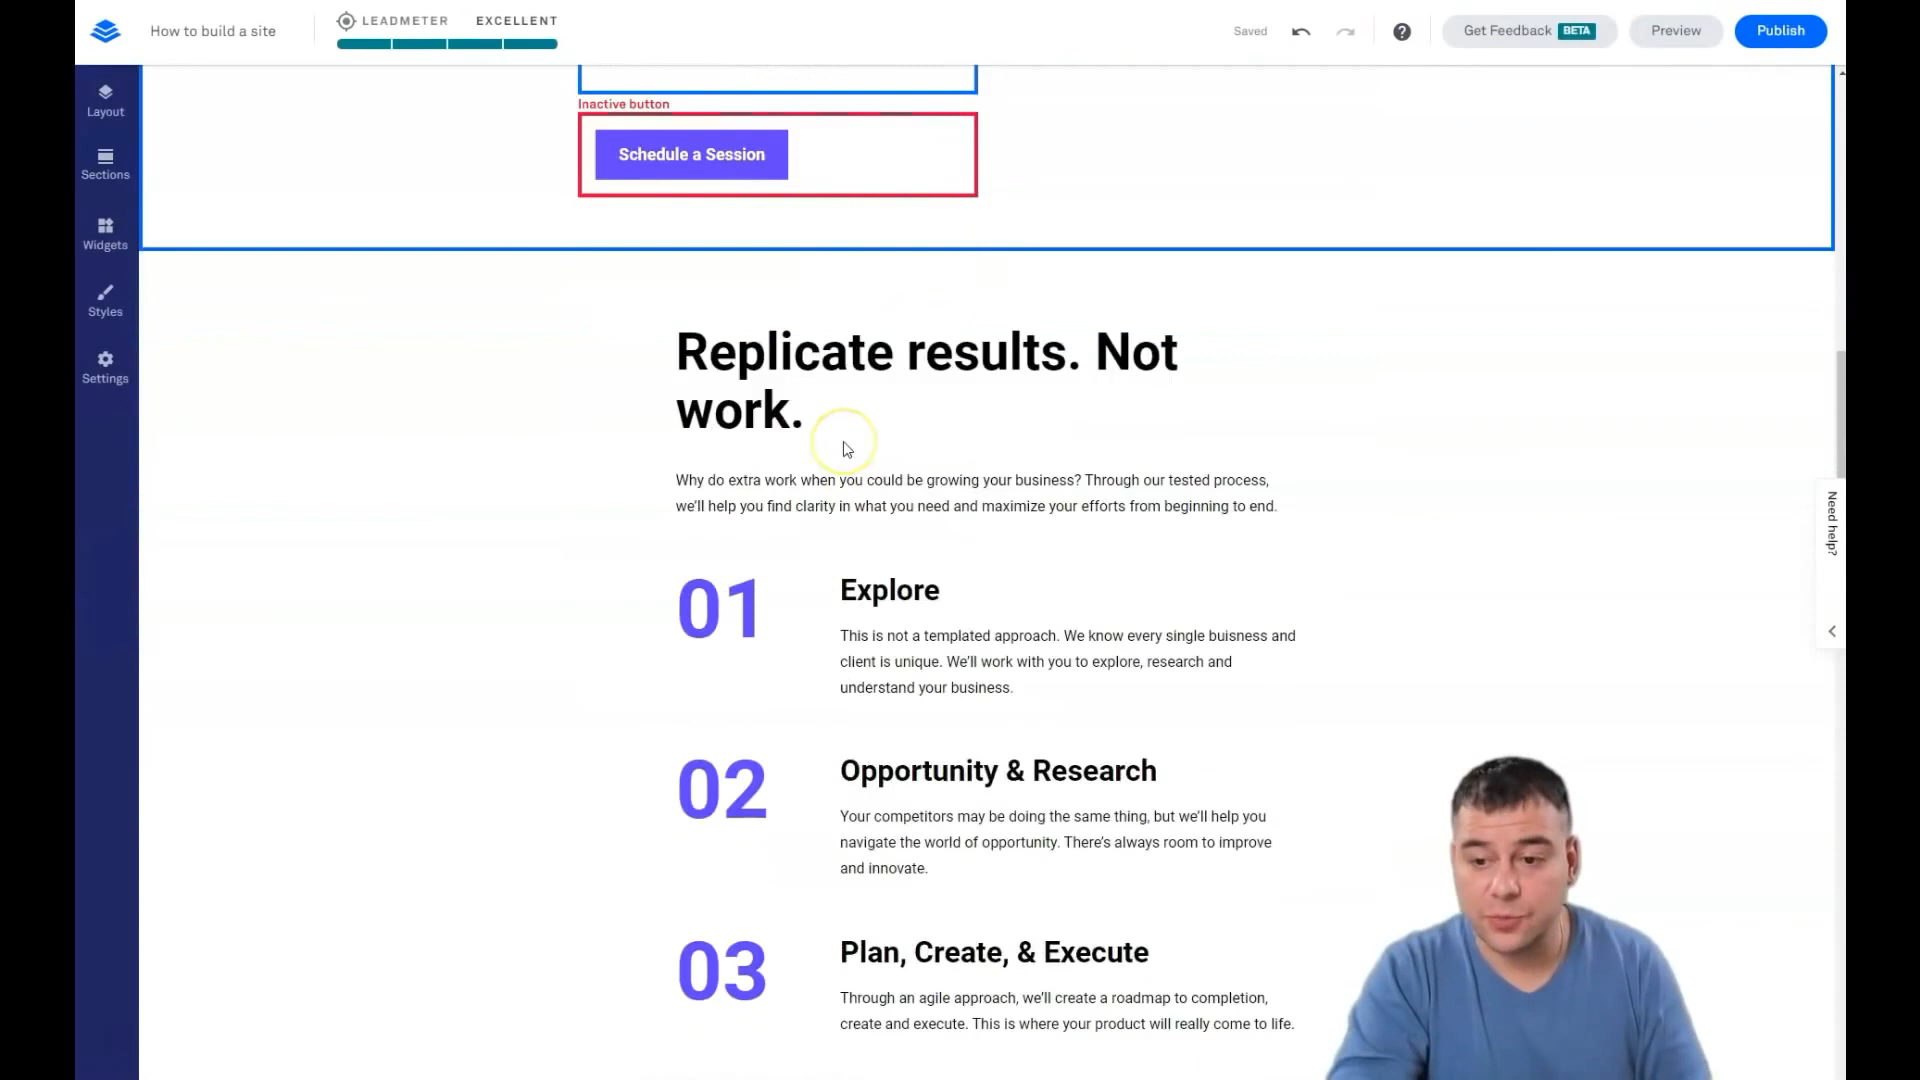 How to build a site
LEADMETER EXCELLENT
Saved
Get Feedback BETA
Preview
Publish
Layout
Sections
Widgets
Styles
Settings
Inactive button
Schedule a Session
Replicate results. Not
work.
Why do extra work when you could be growing your business? Through our tested process,
we'll help you find clarity in what you need and maximize your efforts from beginning to end.
01
Explore
This is not a templated approach. We know every single buisness and
client is unique. We'll work with you to explore, research and
understand your business.
02
Opportunity & Research
Your competitors may be doing the same thing, but we'll help you
navigate the world of opportunity. There's always room to improve
and innovate.
03
Plan, Create, & Execute
Through an agile approach, we'll create a roadmap to completion,
create and execute. This is where your product will really come to life.
Need help?